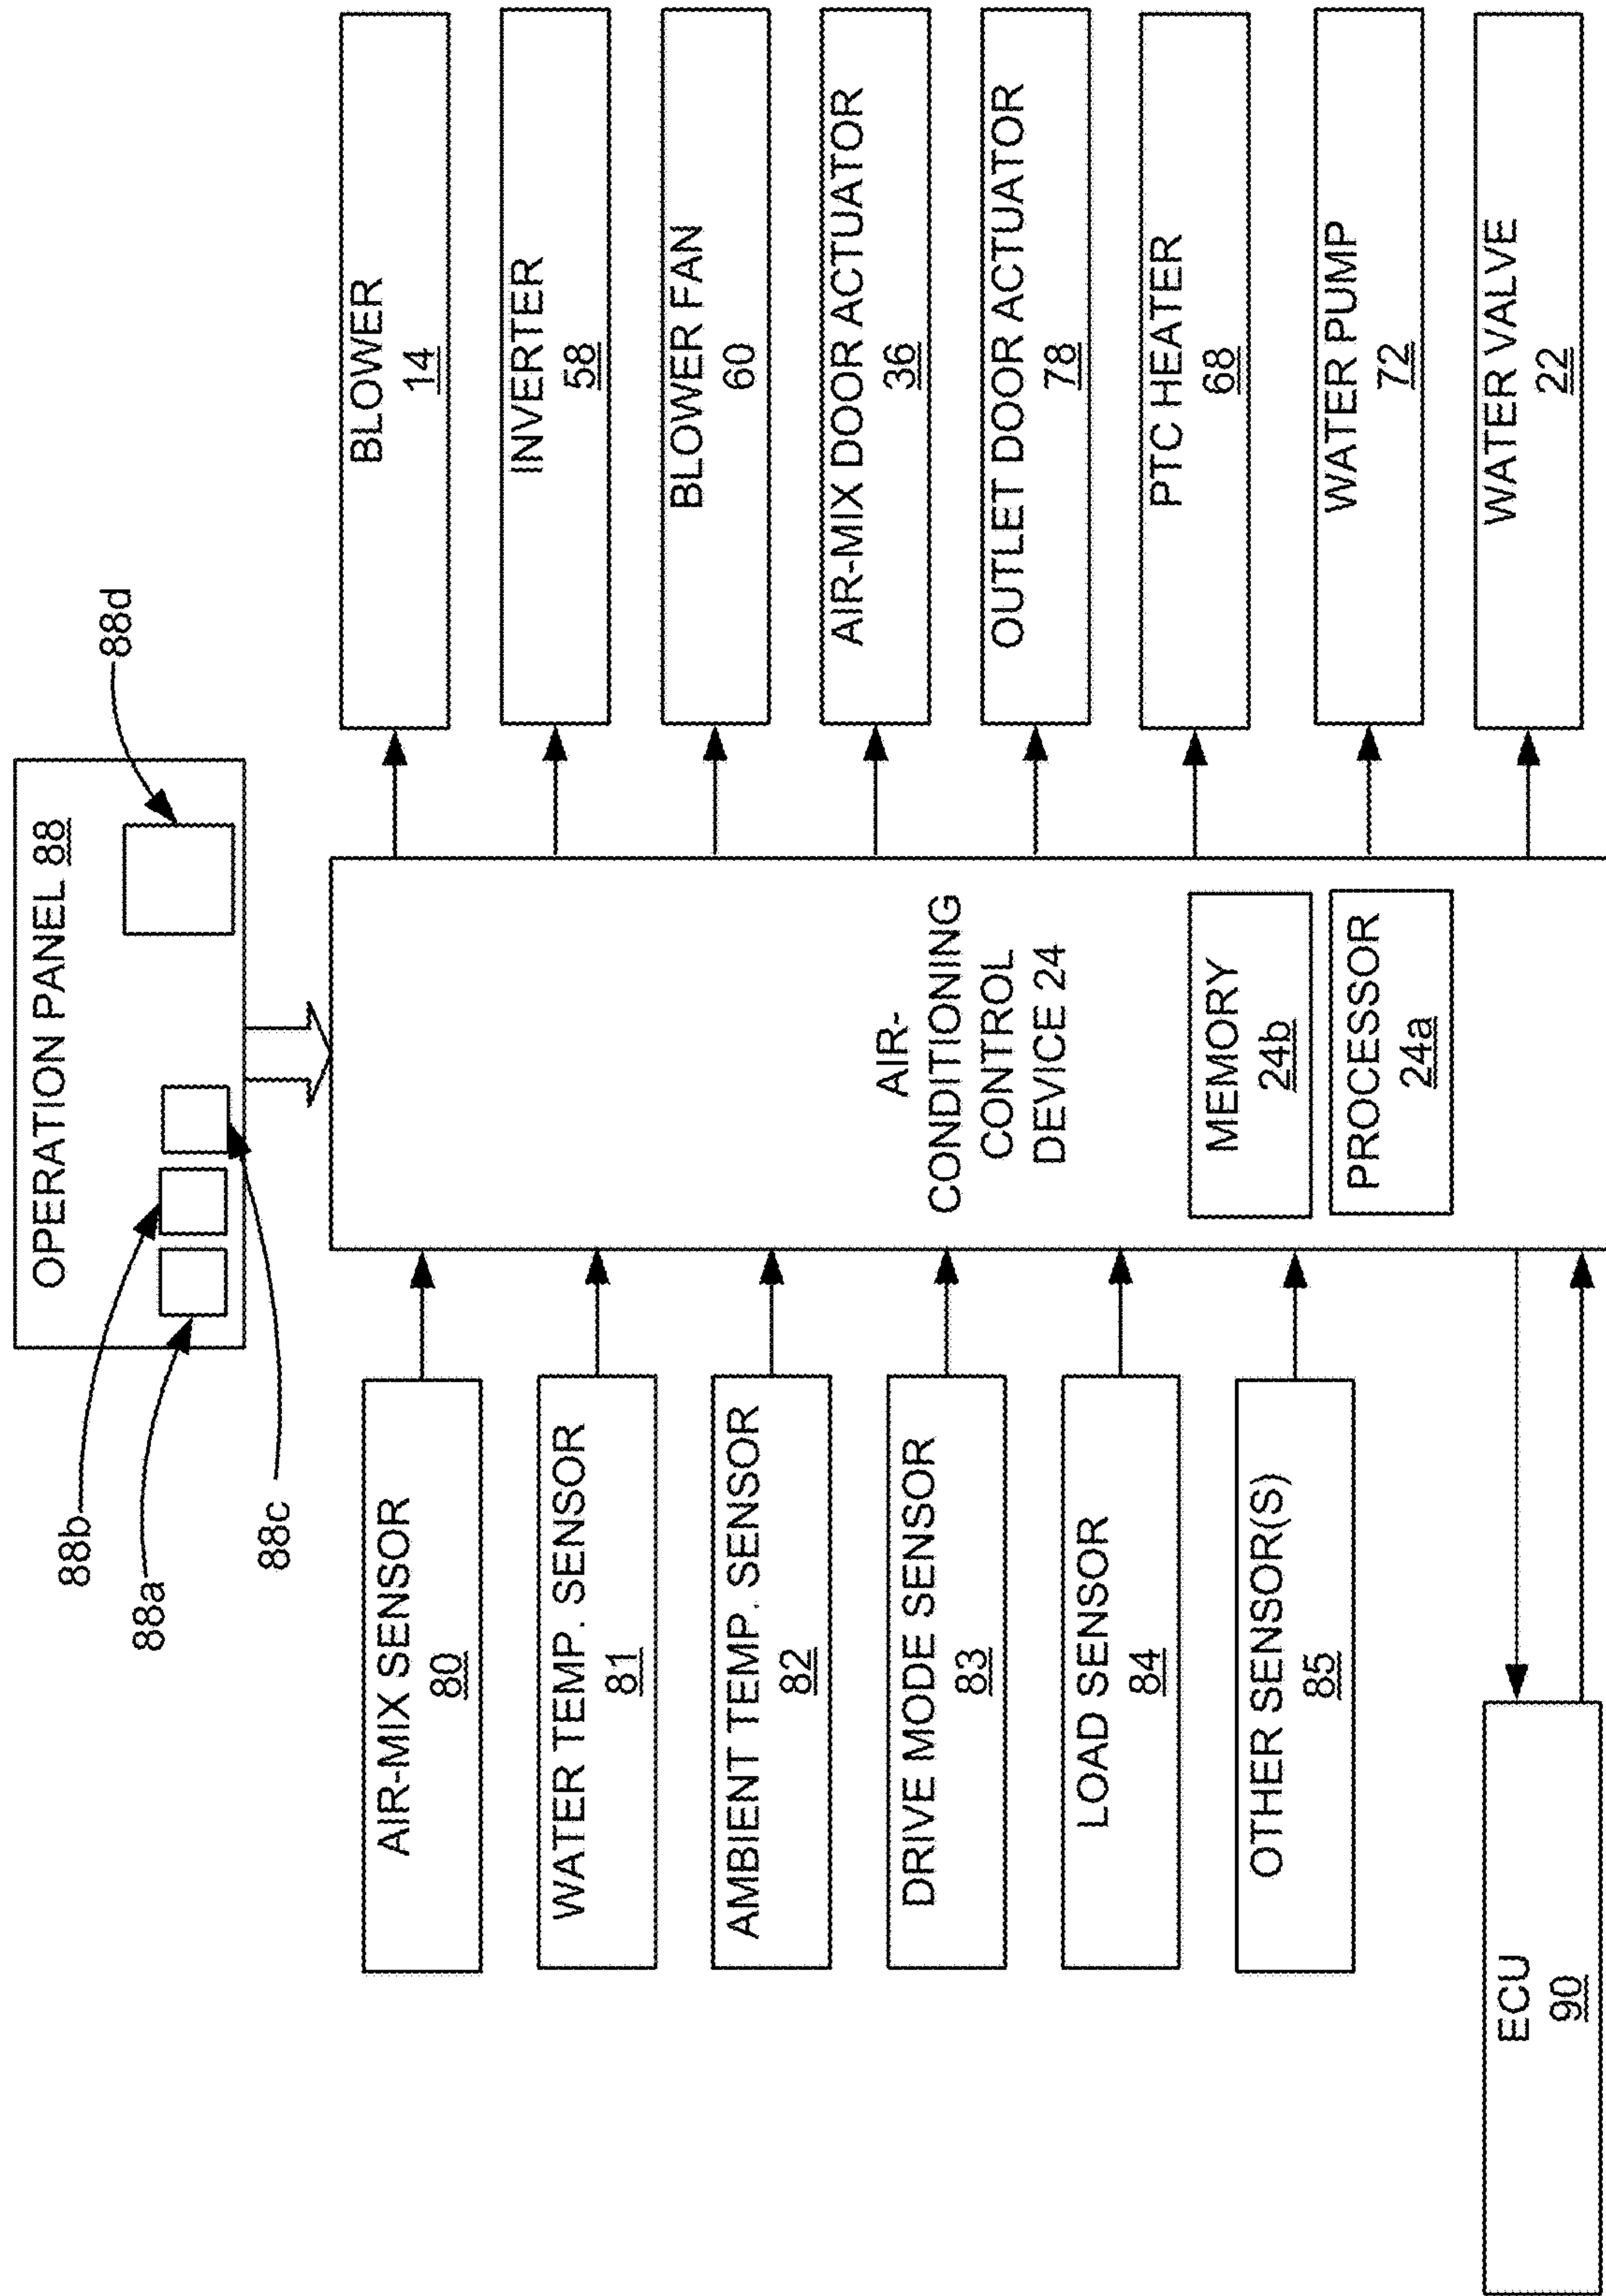 OPERATION PANEL 88
88d
88b
88a
88c
AIR-MIX SENSOR
80
WATER TEMP. SENSOR
81
AMBIENT TEMP. SENSOR
82
DRIVE MODE SENSOR
83
LOAD SENSOR
84
OTHER SENSOR(S)
85
ECU
90
AIR-
CONDITIONING
CONTROL
DEVICE 24
MEMORY
24b
PROCESSOR
24a
BLOWER
14
INVERTER
58
BLOWER FAN
60
AIR-MIX DOOR ACTUATOR
36
OUTLET DOOR ACTUATOR
78
PTC HEATER
68
WATER PUMP
72
WATER VALVE
22